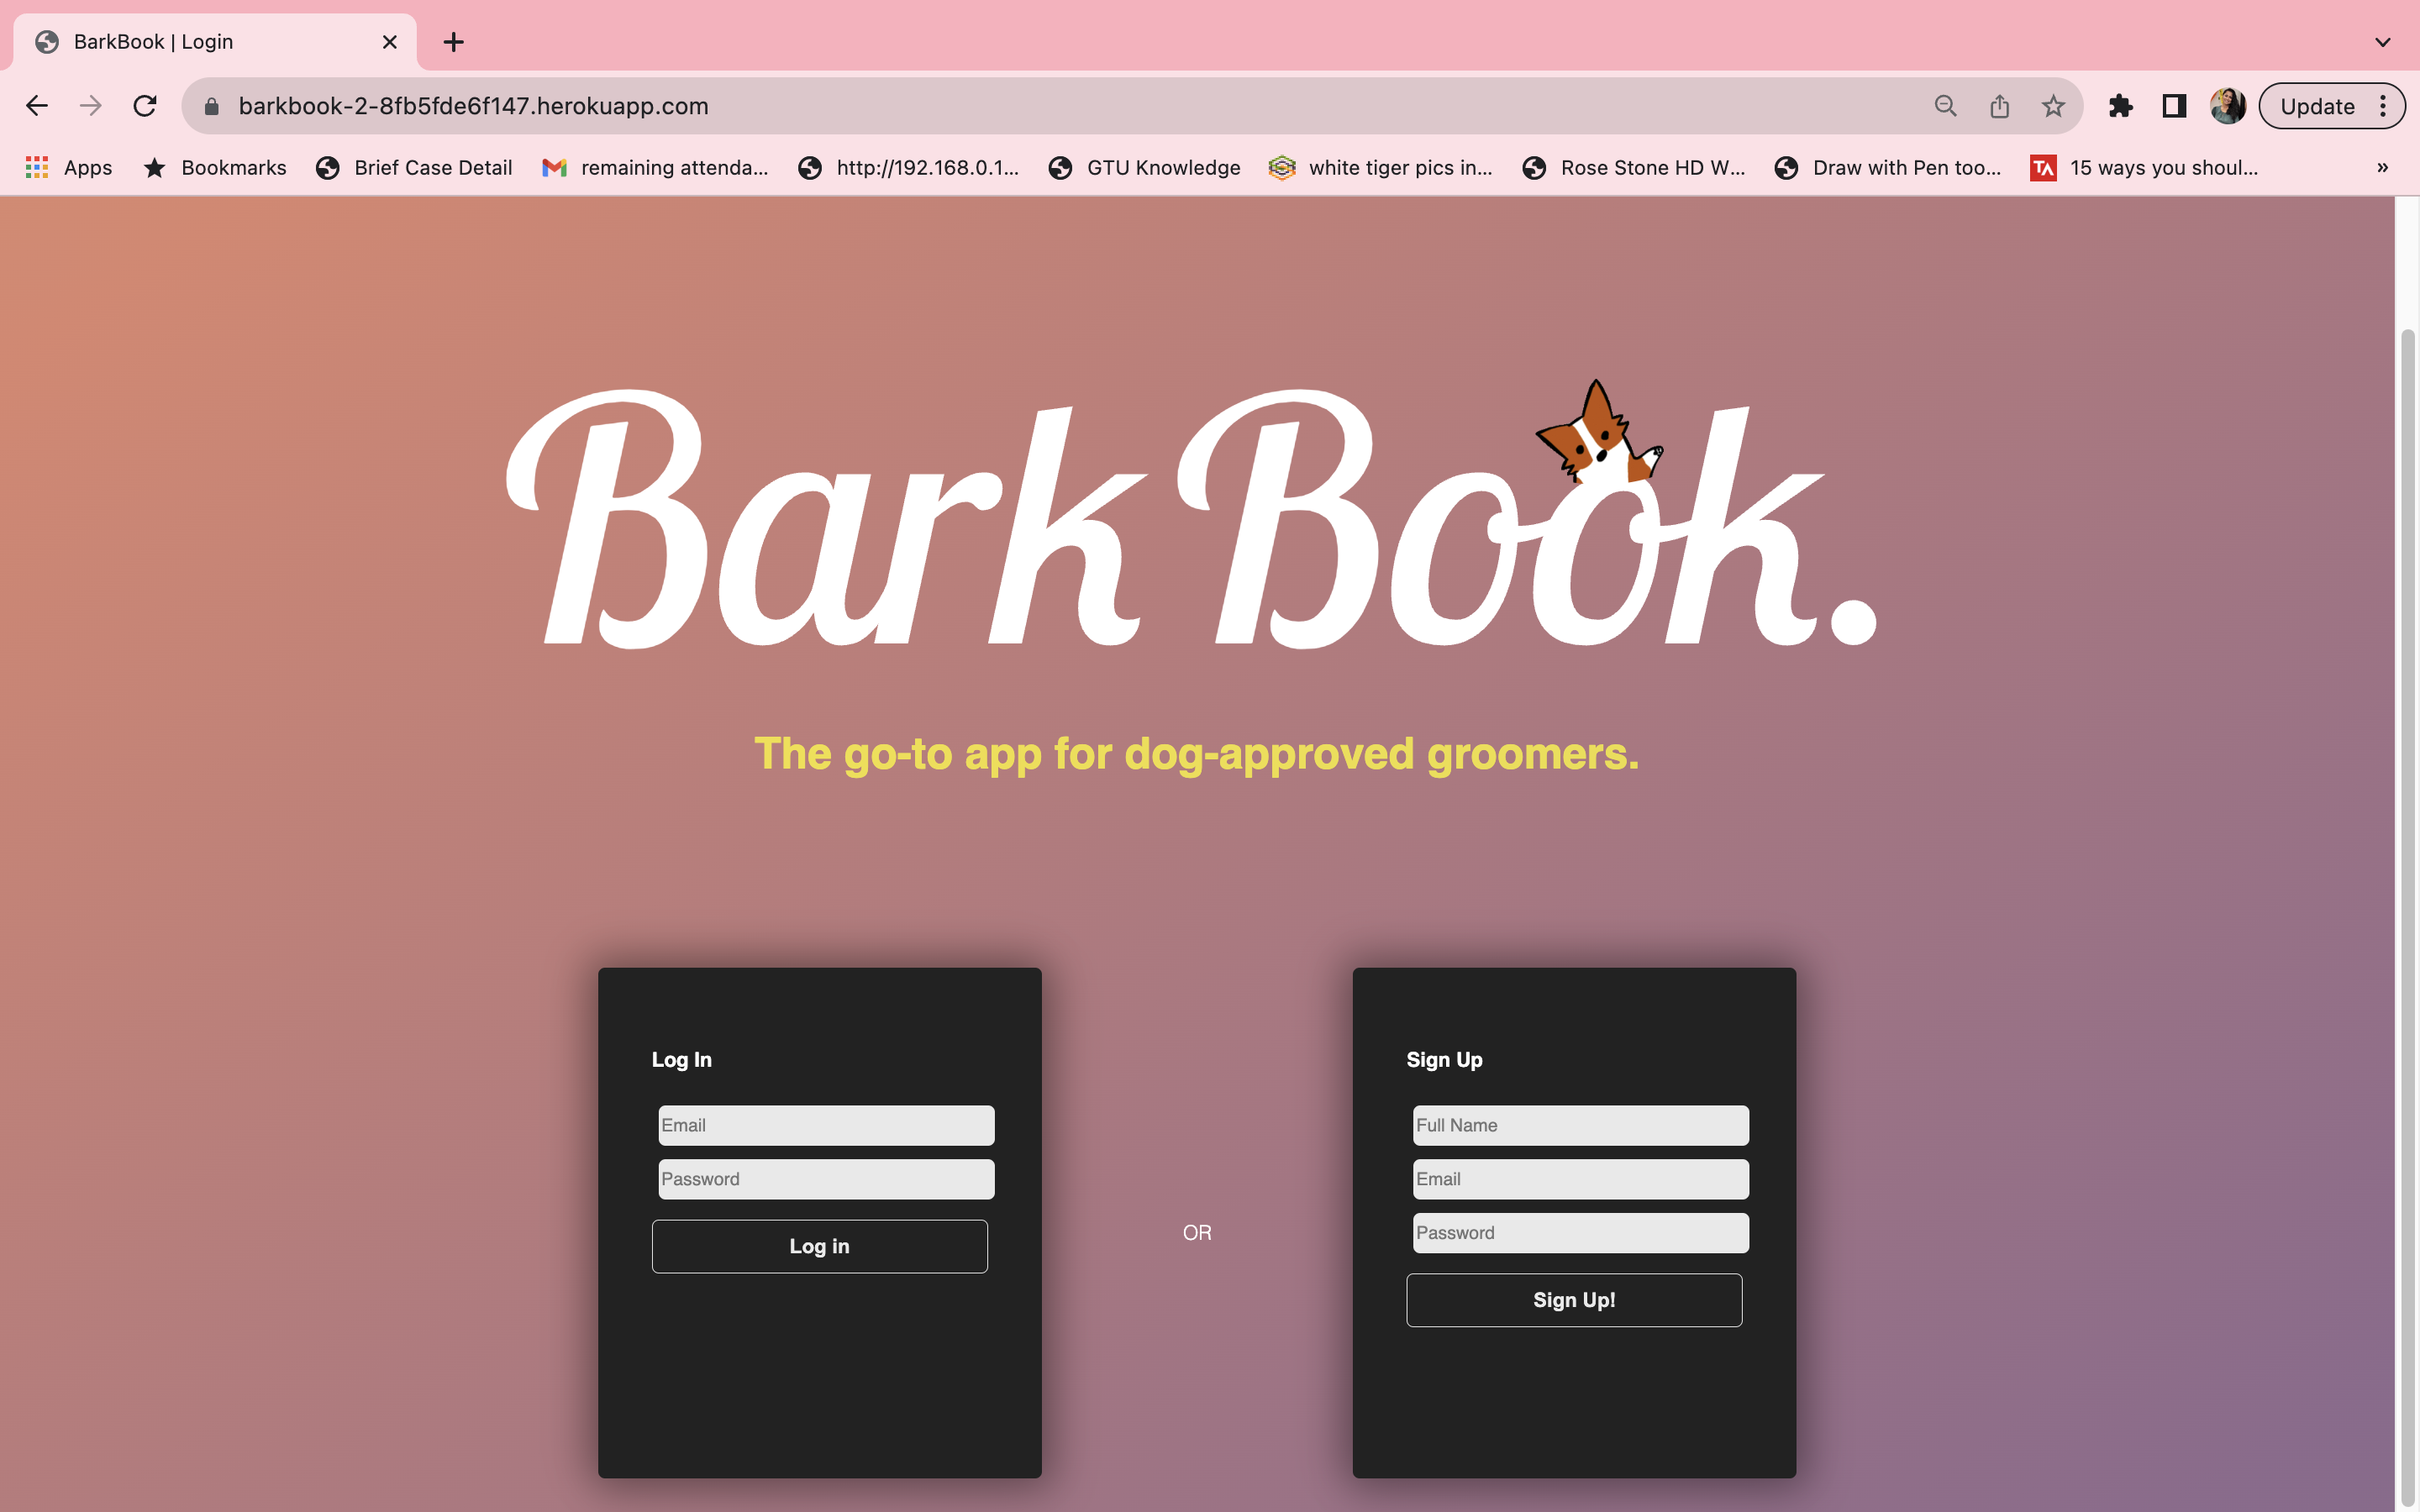 BarkBook | Login
barkbook-2-8fb5fde6f147.herokuapp.com
Update
Apps
Bookmarks
Brief Case Detail
remaining attenda...
http://192.168.0.1...
GTU Knowledge
white tiger pics in...
Rose Stone HD W...
Draw with Pen too...
TA
15 ways you shoul...
»
Bark Book.
The go-to app for dog-approved groomers.
Log In
Email
Password
Log in
OR
Sign Up
Full Name
Email
Password
Sign Up!